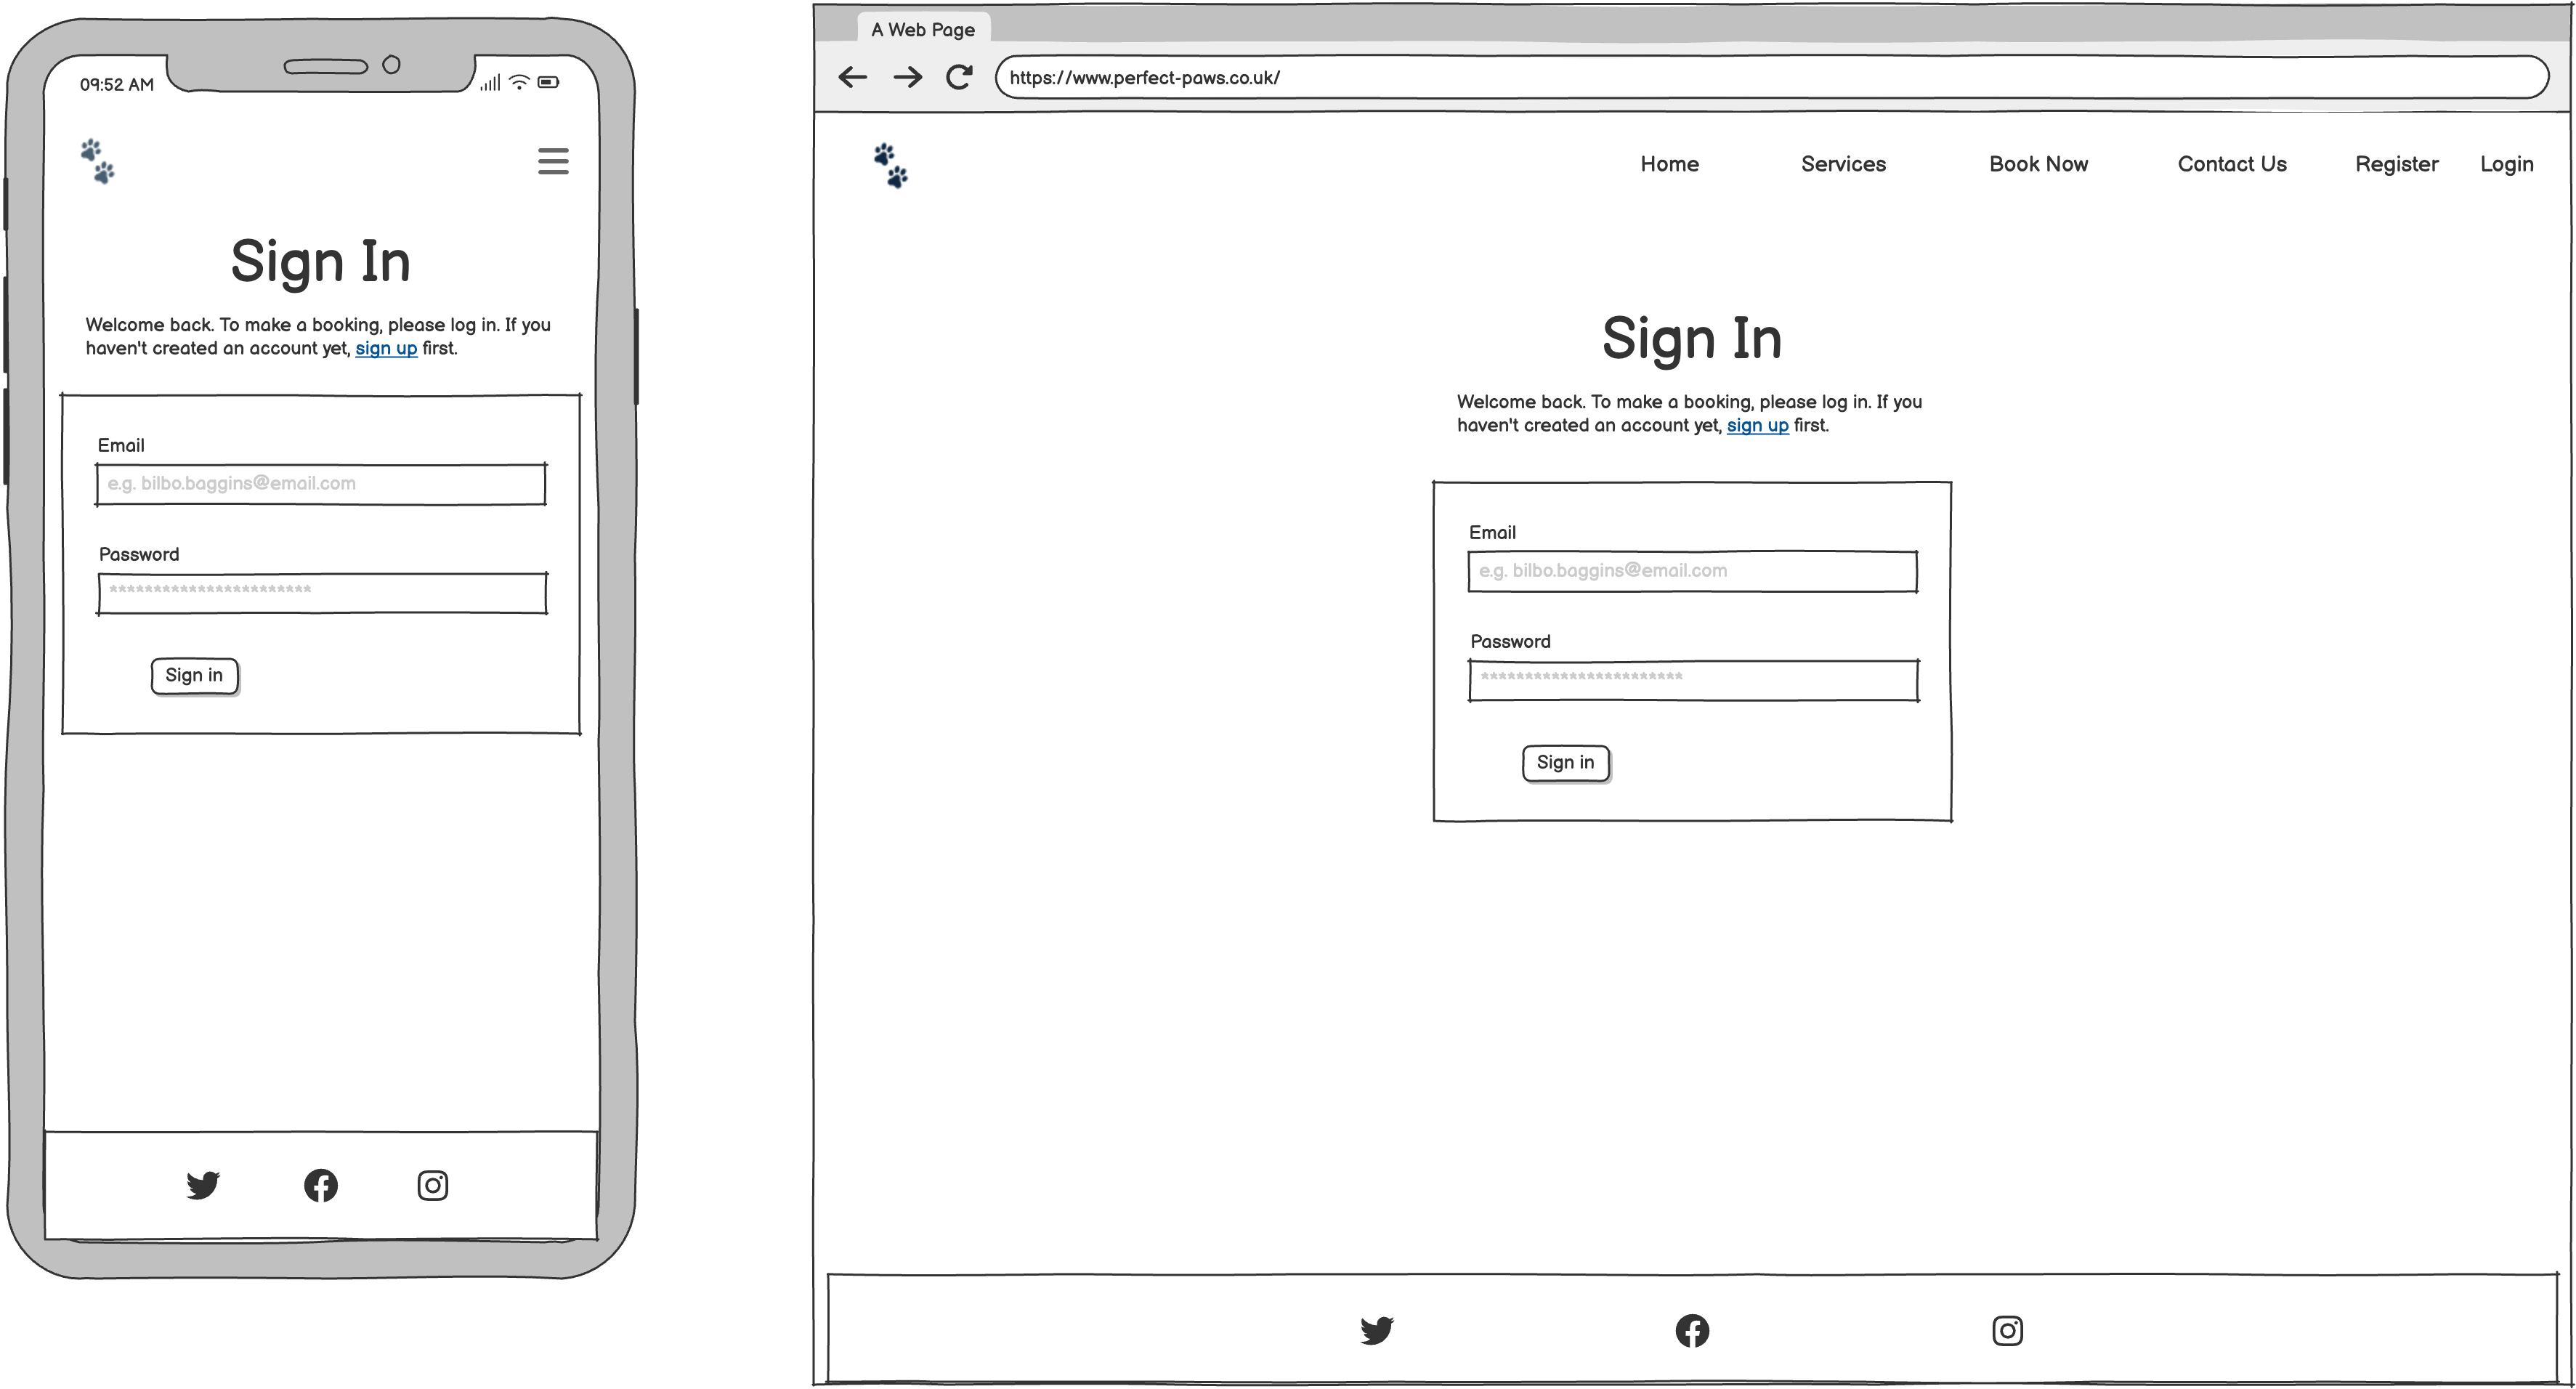 09:52 AM
Sign In
Welcome back. To make a booking, please log in. If you
haven't created an account yet, sign up first.
Email
e.g. bilbo.baggins@email.com
Password
***********************
Sign in
A Web Page
https://www.perfect-paws.co.uk/
Home Services Book Now Contact Us Register Login
Sign In
Welcome back. To make a booking, please log in. If you
haven't created an account yet, sign up first.
Email
e.g. bilbo.baggins@email.com
Password
***********************
Sign in